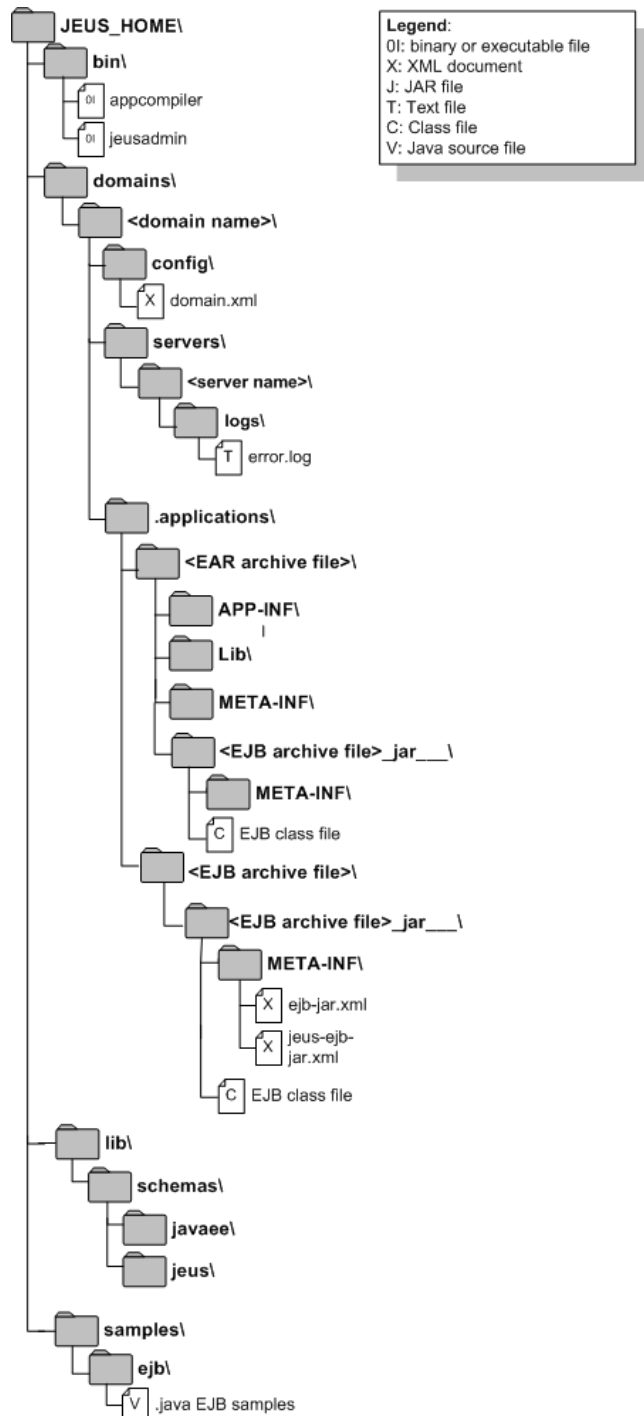 JEUS_HOME\
Legend:
0I: binary or executable file
X: XML document
J: JAR file
T: Text file
C: Class file
V: Java source file
bin\
0I appcompiler
0I jeusadmin
domains\
<domain name>\
config\
X domain.xml
servers\
<server name>\
logs\
T error.log
.applications\
<EAR archive file>\
APP-INF\
Lib\
META-INF\
<EJB archive file>_jar___\
META-INF\
C EJB class file
<EJB archive file>\
<EJB archive file>_jar___\
META-INF\
X ejb-jar.xml
X jeus-ejb-
jar.xml
C EJB class file
lib\
schemas\
javaee\
jeus\
samples\
ejb\
V .java EJB samples